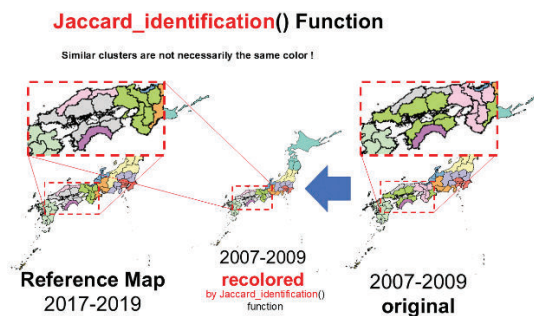 Jaccard_identification() Function
Similar clusters are not necessarily the same color !
Reference Map
2017-2019
2007-2009
recolored
by Jaccard_identification()
function
2007-2009
original